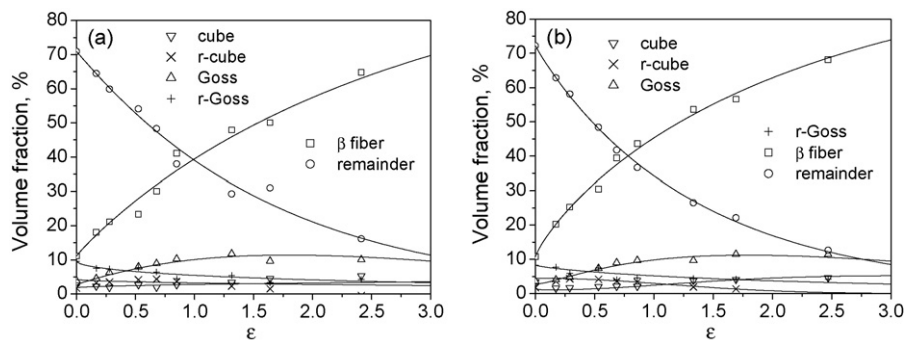 80
70
60
50
40
30
20
10
0
Volume fraction, %
(a)
cube
r-cube
Goss
r-Goss
β fiber
remainder
0.0 0.5 1.0 1.5 2.0 2.5 3.0
ε
80
70
60
50
40
30
20
10
0
Volume fraction, %
(b)
cube
r-cube
Goss
r-Goss
β fiber
remainder
0.0 0.5 1.0 1.5 2.0 2.5 3.0
ε